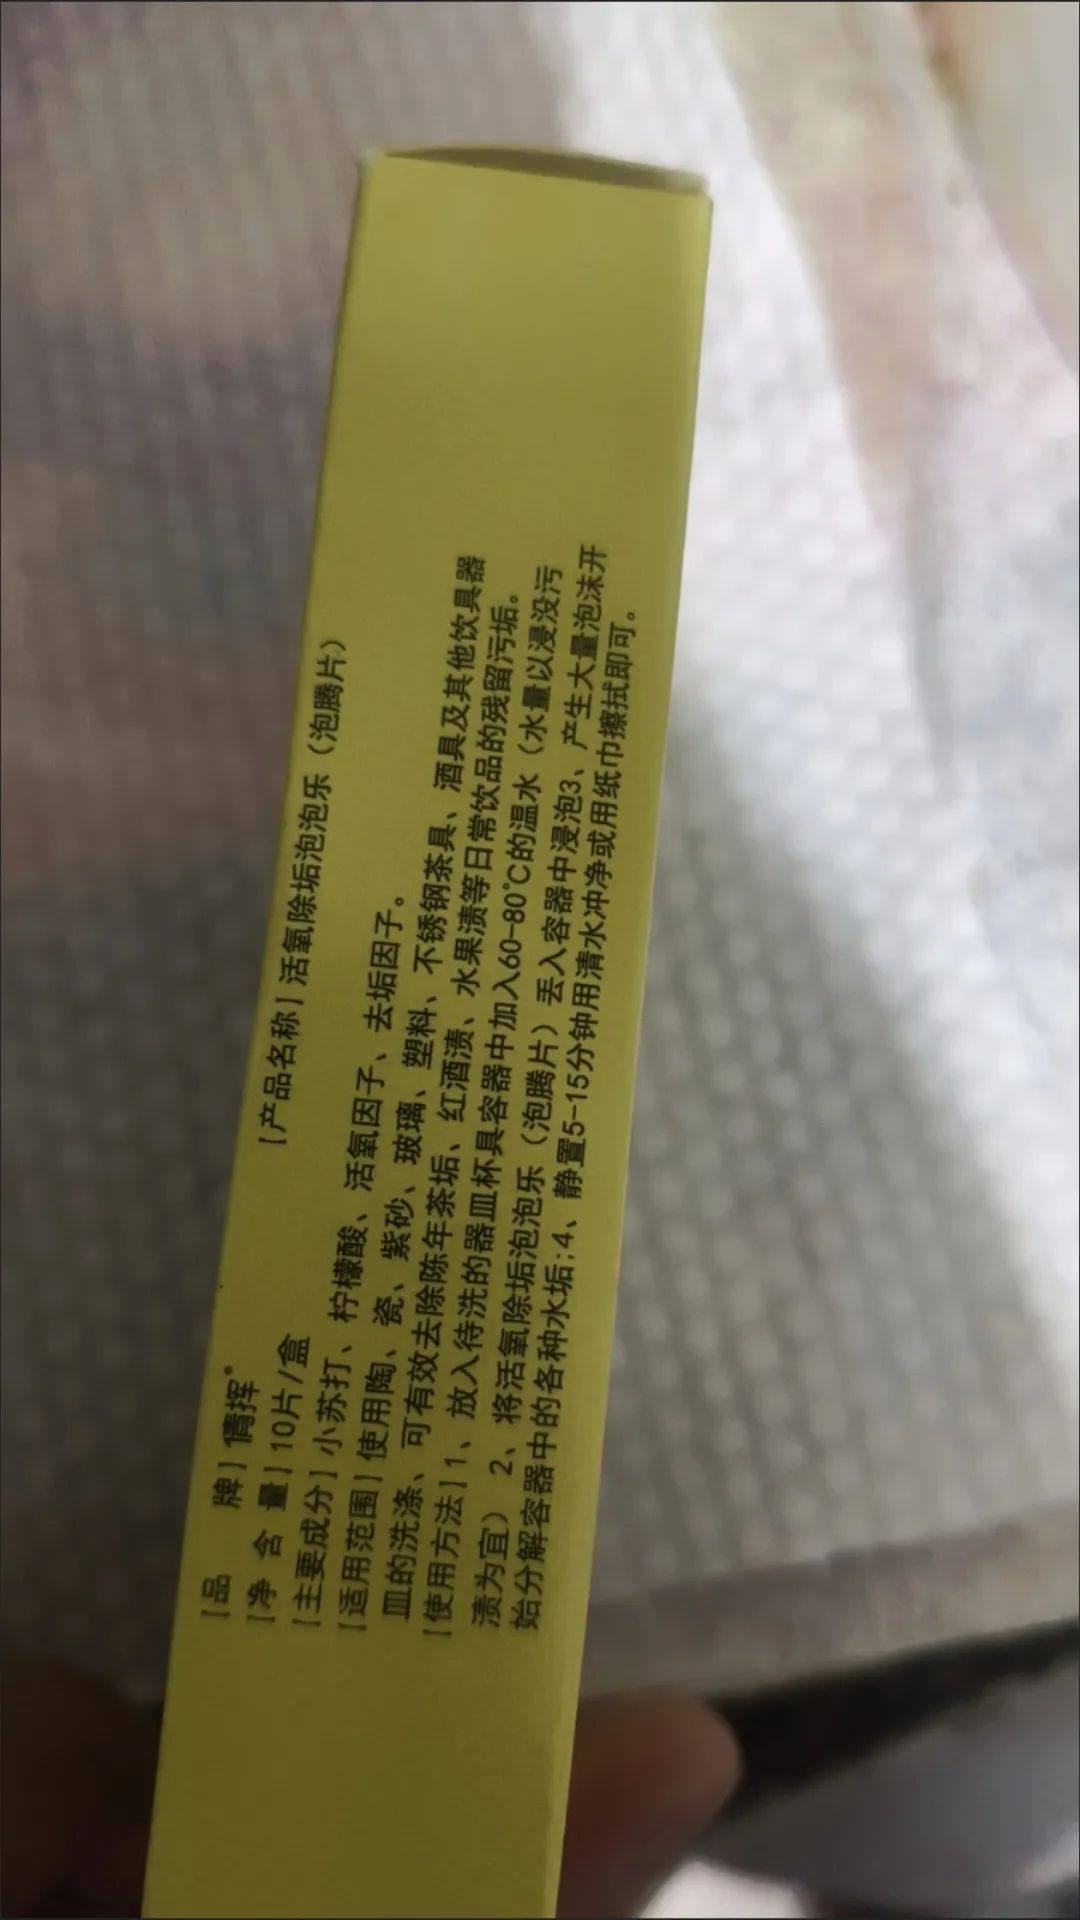 【品 牌】倩挥®
【产品名称】活氧除垢泡泡乐（泡腾片）
【净 含 量】10片/盒
【主要成分】小苏打、柠檬酸、活氧因子、去垢因子。
【适用范围】使用陶、瓷、紫砂、玻璃、塑料、不锈钢茶具、酒具及其他饮具器
皿的洗涤、可有效去除陈年茶垢、红酒渍、水果渍等日常饮品的残留污垢。
【使用方法】1、放入待洗的器皿杯具容器中加入60-80°C的温水（水量以浸没污
渍为宜） 2、将活氧除垢泡泡乐（泡腾片）丢入容器中浸泡3、产生大量泡沫开
始分解容器中的各种水垢;4、静置5-15分钟用清水冲净或用纸巾擦拭即可。